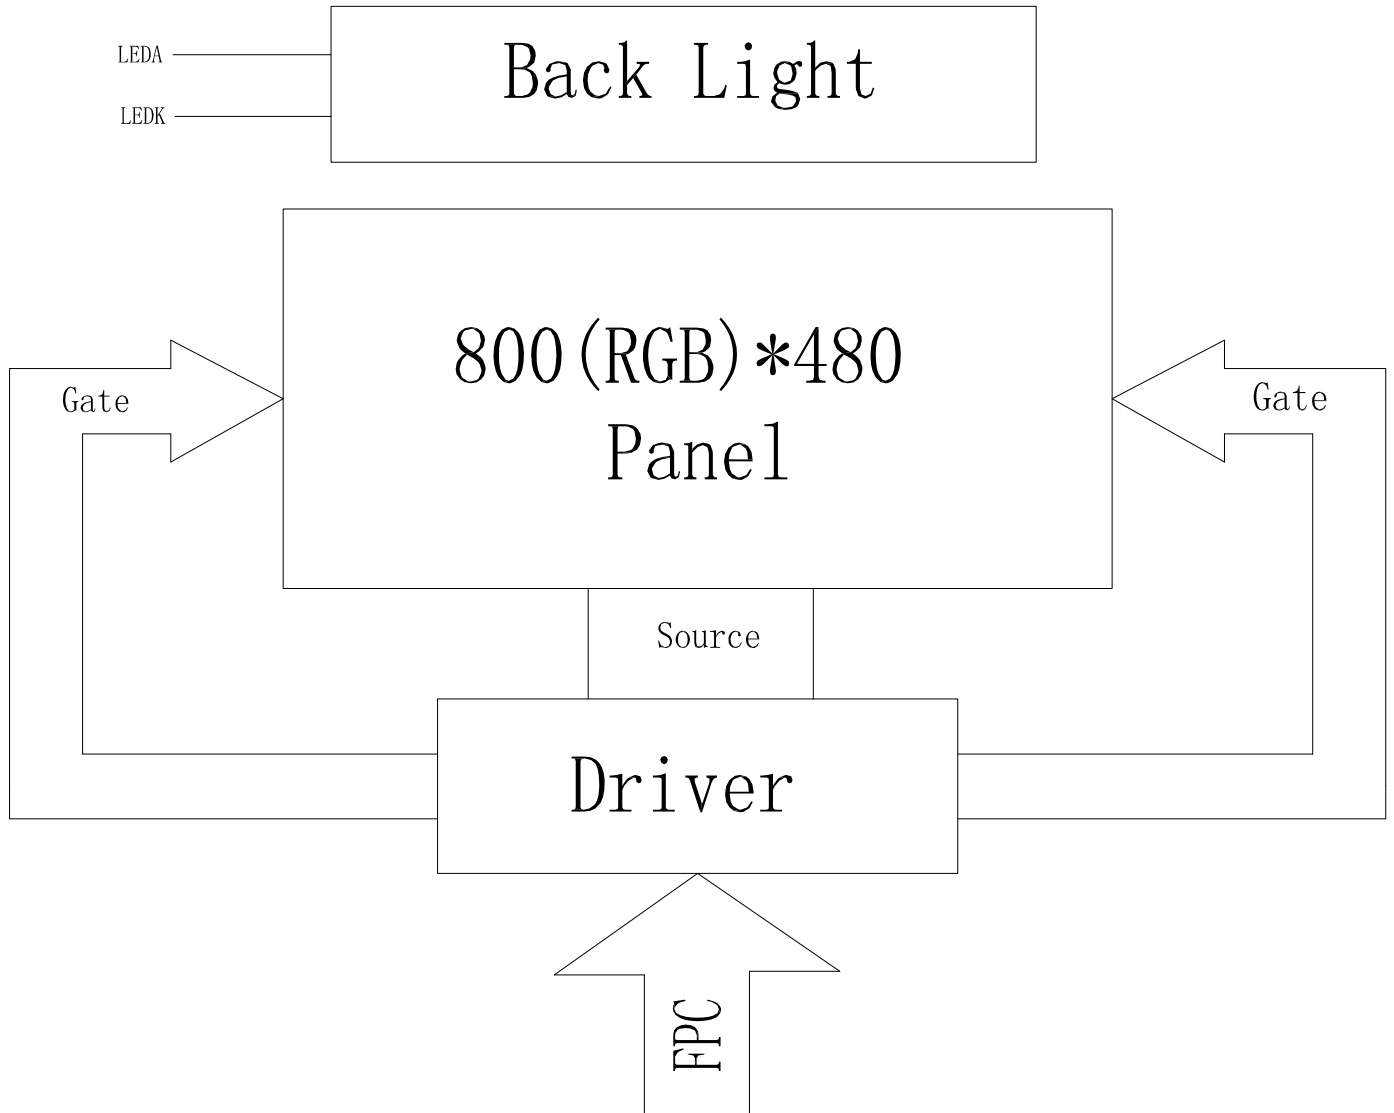 LEDA
LEDK
Back Light
800(RGB)*480
Panel
Gate
Gate
Source
Driver
FPC